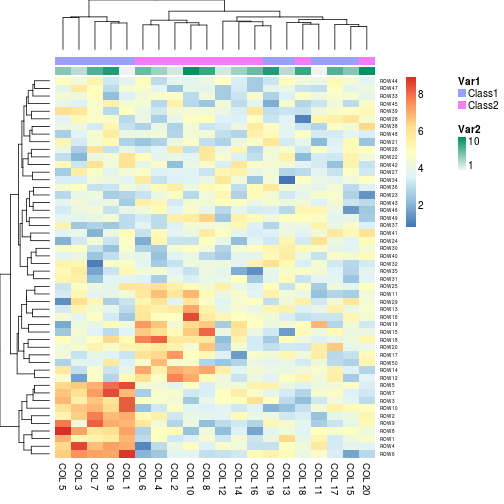 ROW44
ROW47
ROW33
ROW45
ROW39
ROW28
ROW38
ROW48
ROW21
ROW26
ROW22
ROW42
ROW27
ROW34
ROW36
ROW23
ROW43
ROW46
ROW49
ROW37
ROW41
ROW24
ROW30
ROW40
ROW32
ROW35
ROW31
ROW25
ROW11
ROW29
ROW13
ROW16
ROW19
ROW15
ROW18
ROW20
ROW17
ROW50
ROW14
ROW12
ROW5
ROW7
ROW3
ROW10
ROW2
ROW9
ROW8
ROW1
ROW4
ROW6
COL 5
COL 3
COL 7
COL 9
COL 1
COL 6
COL 4
COL 2
COL 10
COL 8
COL 12
COL 14
COL 16
COL 19
COL 13
COL 18
COL 11
COL 17
COL 15
COL 20
8
6
4
2
Var1
Class1
Class2
Var2
10
1